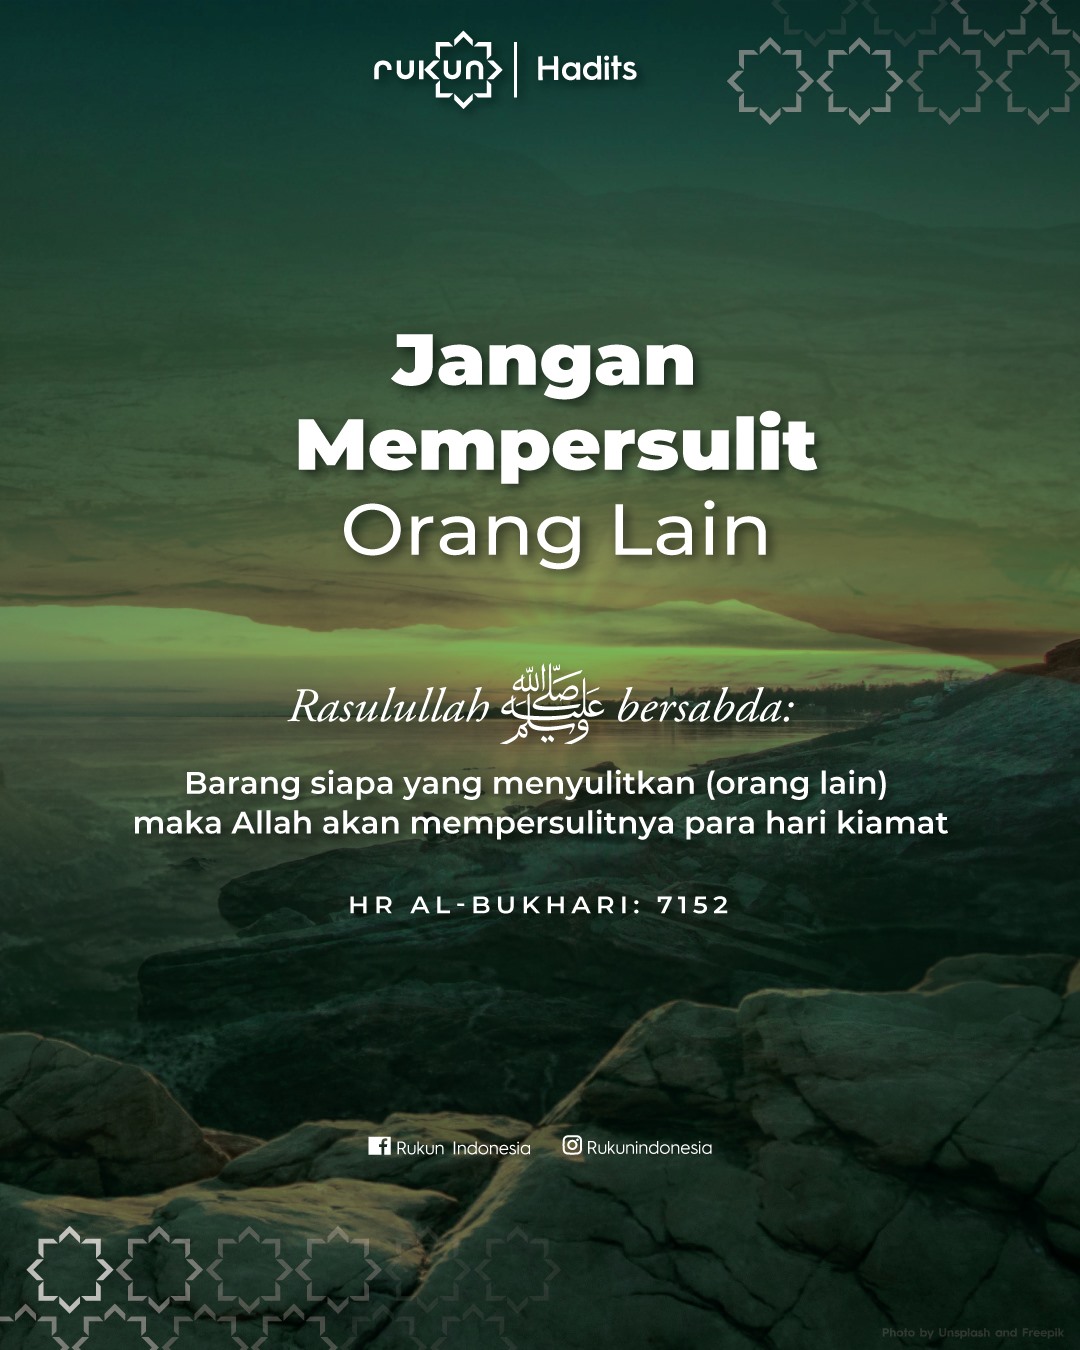 rukun | Hadits
Jangan
Mempersulit
Orang Lain
Rasulullah ﷺ bersabda:
Barang siapa yang menyulitkan (orang lain)
maka Allah akan mempersulitnya para hari kiamat
HR AL-BUKHARI: 7152
Rukun Indonesia Rukunindonesia
Photo by Unsplash and Freepik